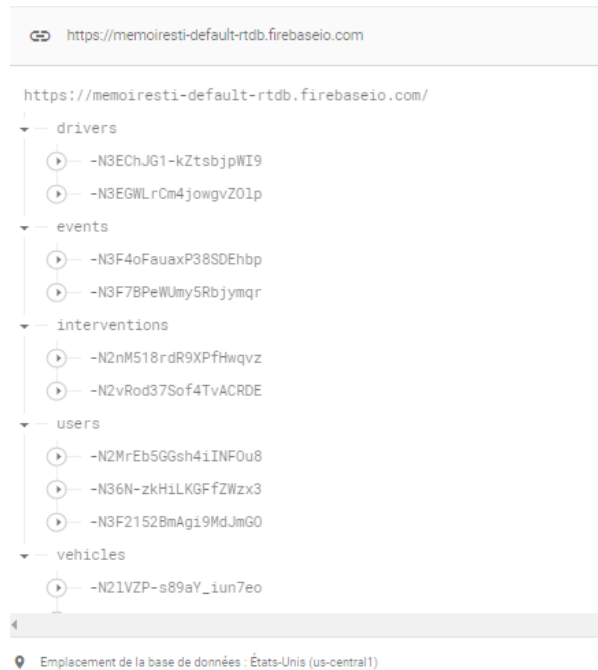 https://memoiresti-default-rtdb.firebaseio.com
https://memoiresti-default-rtdb.firebaseio.com/
drivers
-N3EChJG1-kZtsbjpWI9
-N3EGWLrCm4jowgvZOlp
events
-N3F4oFauaxP38SDEhbp
-N3F7BPeWUmy5Rbjymqr
interventions
-N2nM518rdR9XPfHwqvz
-N2vRod37Sof4TvACRDE
users
-N2MrEb5GGsh4iINFOu8
-N36N-zkHiLKGFfZWzx3
-N3F2152BmAgi9MdJmGO
vehicles
-N2lVZP-s89aY_iun7eo
Emplacement de la base de données : États-Unis (us-central1)